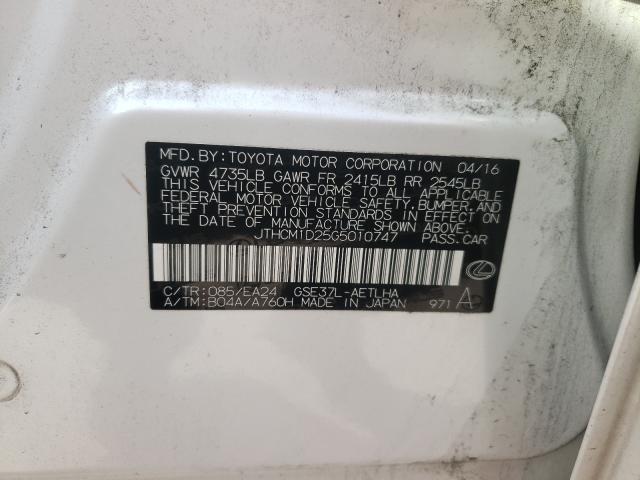 MFD. BY: TOYOTA MOTOR CORPORATION 04/16
GVWR 4735LB GAWR FR 2415LB RR 2545LB
THIS VEHICLE CONFORMS TO ALL APPLICABLE
FEDERAL MOTOR VEHICLE SAFETY, BUMPER, AND
THEFT PREVENTION STANDARDS IN EFFECT ON
THE DATE OF MANUFACTURE SHOWN ABOVE.
JTHCM1D25G5010747 PASS. CAR
C/TR: 085/EA24 GSE37L-AETLHA
A/TM: B04A/A760H MADE IN JAPAN 971 A